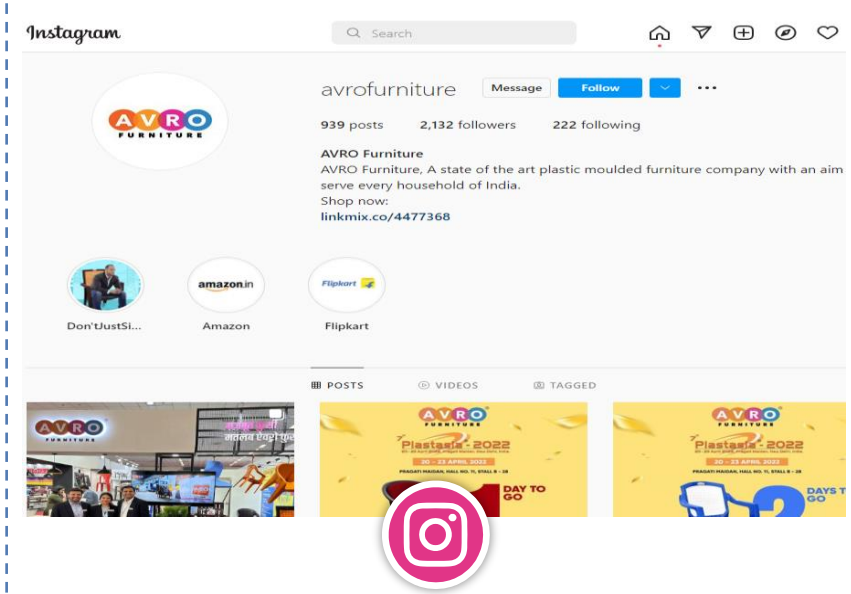 Instagram
Search
avrofurniture Message Follow
939 posts 2,132 followers 222 following
AVRO Furniture
AVRO Furniture, A state of the art plastic moulded furniture company with an aim
serve every household of India.
Shop now:
linkmix.co/4477368
AVRO
FURNITURE
amazon.in
Flipkart
Don'tJustSi... Amazon Flipkart
POSTS VIDEOS TAGGED
AVRO
FURNITURE
मतलब
AVRO
FURNITURE
Plastasia - 2022
20 - 23 APRIL 2022
PRAGATI MAIDAN, HALL NO. 11, STALL B - 28
1 DAY TO
GO
AVRO
FURNITURE
Plastasia - 2022
20 - 23 APRIL 2022
PRAGATI MAIDAN, HALL NO. 11, STALL B - 28
2 DAYS T
GO